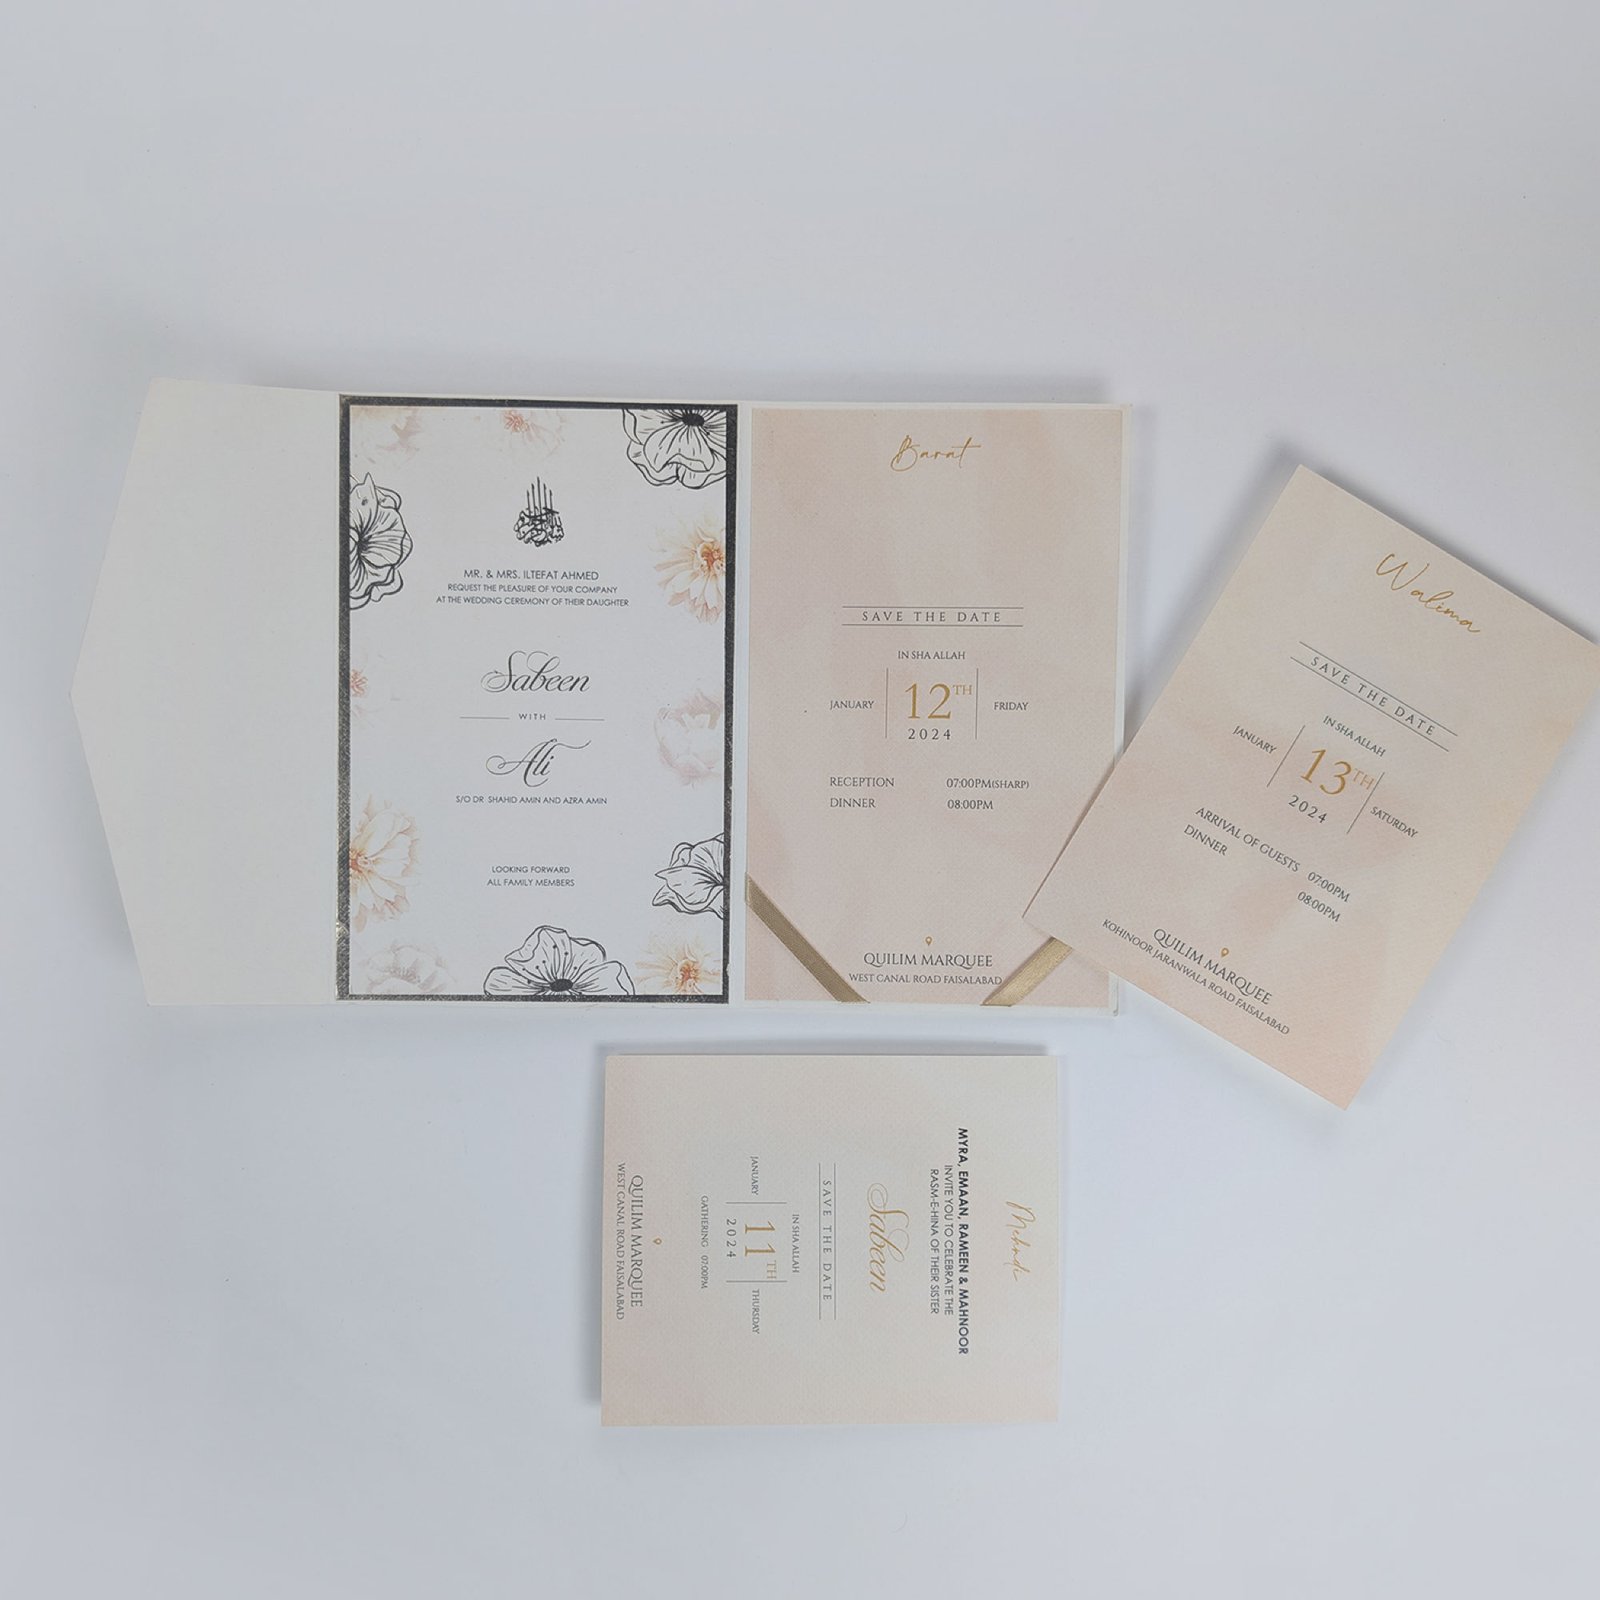 MR. & MRS. ILTEFAT AHMED
REQUEST THE PLEASURE OF YOUR COMPANY
AT THE WEDDING CEREMONY OF THEIR DAUGHTER
Sabeen
WITH
Ali
S/O DR SHAHID AMIN AND AZRA AMIN
LOOKING FORWARD
ALL FAMILY MEMBERS
Barat
SAVE THE DATE
IN SHA ALLAH
JANUARY 12TH FRIDAY
2024
RECEPTION 07:00PM(SHARP)
DINNER 08:00PM
QUILIM MARQUEE
WEST CANAL ROAD FAISALABAD
Walima
SAVE THE DATE
IN SHA ALLAH
JANUARY 13TH SATURDAY
2024
ARRIVAL OF GUESTS 07:00PM
DINNER 08:00PM
QUILIM MARQUEE
KOHINOOR JARANWALA ROAD FAISALABAD
Mehndi
MYRA, EMAAN, RAMEEN & MAHNOOR
INVITE YOU TO CELEBRATE THE
RASM-E-HINA OF THEIR SISTER
Sabeen
SAVE THE DATE
IN SHA ALLAH
JANUARY 11TH THURSDAY
2024
GATHERING 07:00PM
QUILIM MARQUEE
WEST CANAL ROAD FAISALABAD